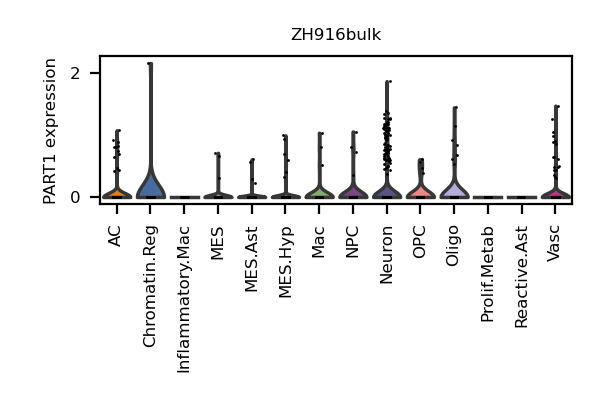 ZH916bulk
PART1 expression
2
0
AC
Chromatin.Reg
Inflammatory.Mac
MES
MES.Ast
MES.Hyp
Mac
NPC
Neuron
OPC
Oligo
Prolif.Metab
Reactive.Ast
Vasc